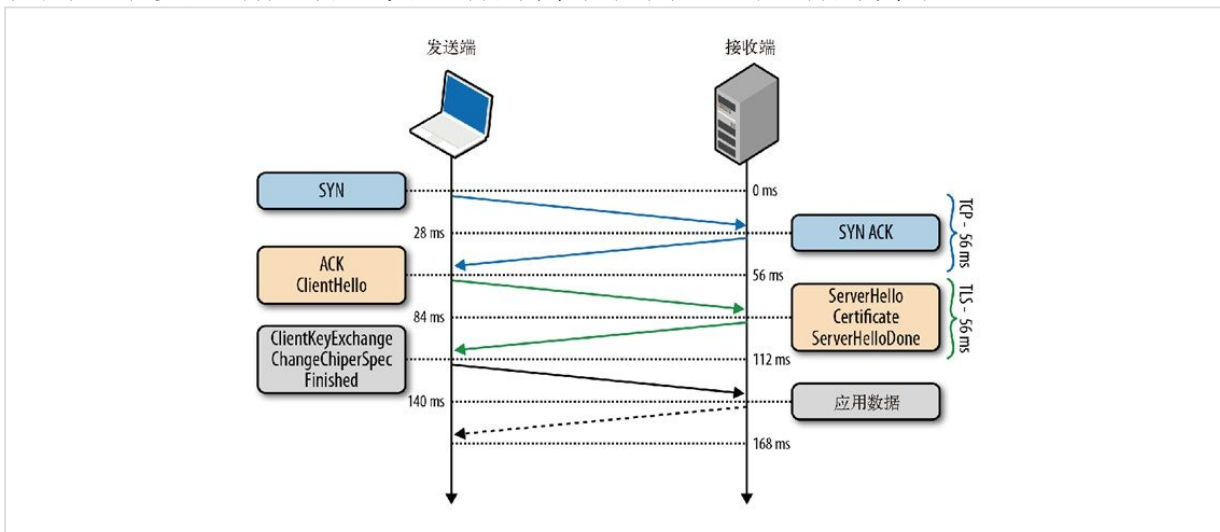 发送端
接收端
SYN
0 ms
28 ms
SYN ACK
TCP - 56 ms
ACK
ClientHello
56 ms
84 ms
ServerHello
Certificate
ServerHelloDone
TLS - 56 ms
ClientKeyExchange
ChangeChiperSpec
Finished
112 ms
140 ms
应用数据
168 ms